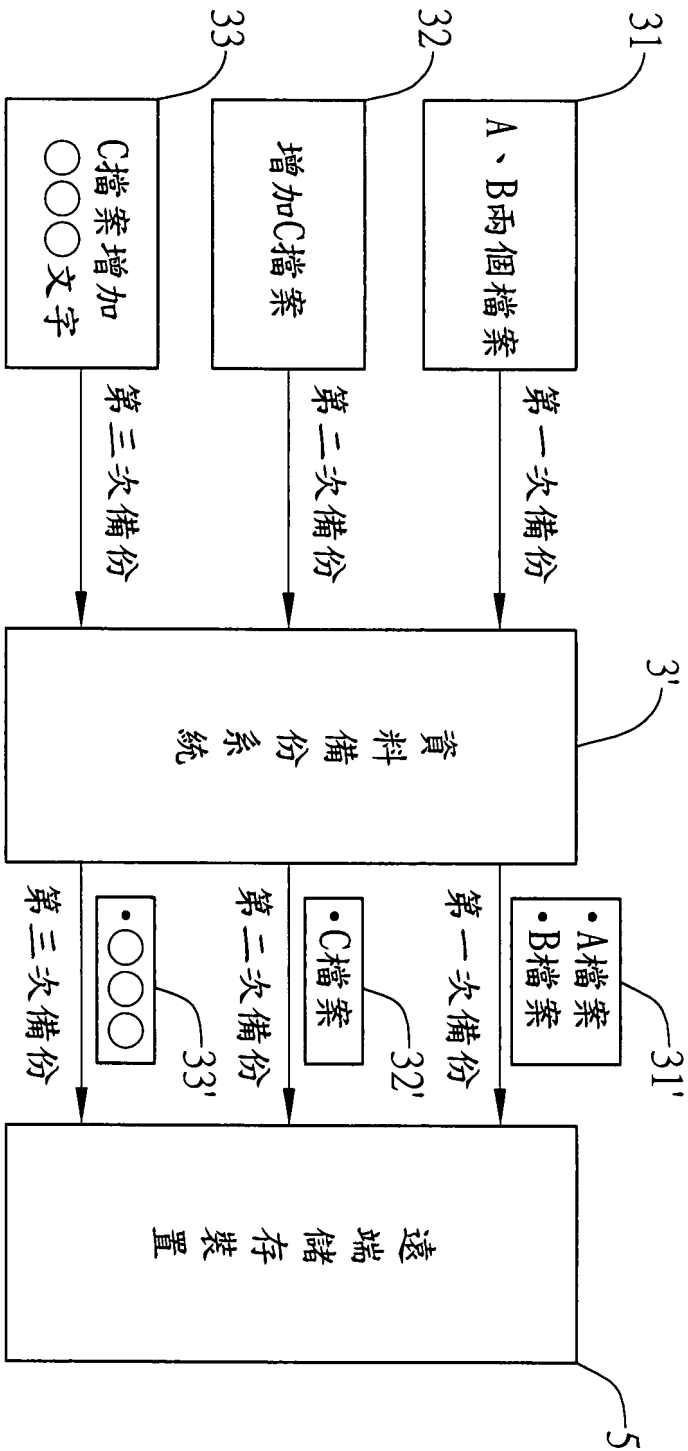 31
A、B兩個檔案
第一次備份
32
增加C檔案
第二次備份
33
C檔案增加
○○○文字
第三次備份
3'
資料備份系統
31'
•A檔案
•B檔案
第一次備份
32'
•C檔案
第二次備份
33'
•○○○
第三次備份
5
遠端儲存裝置